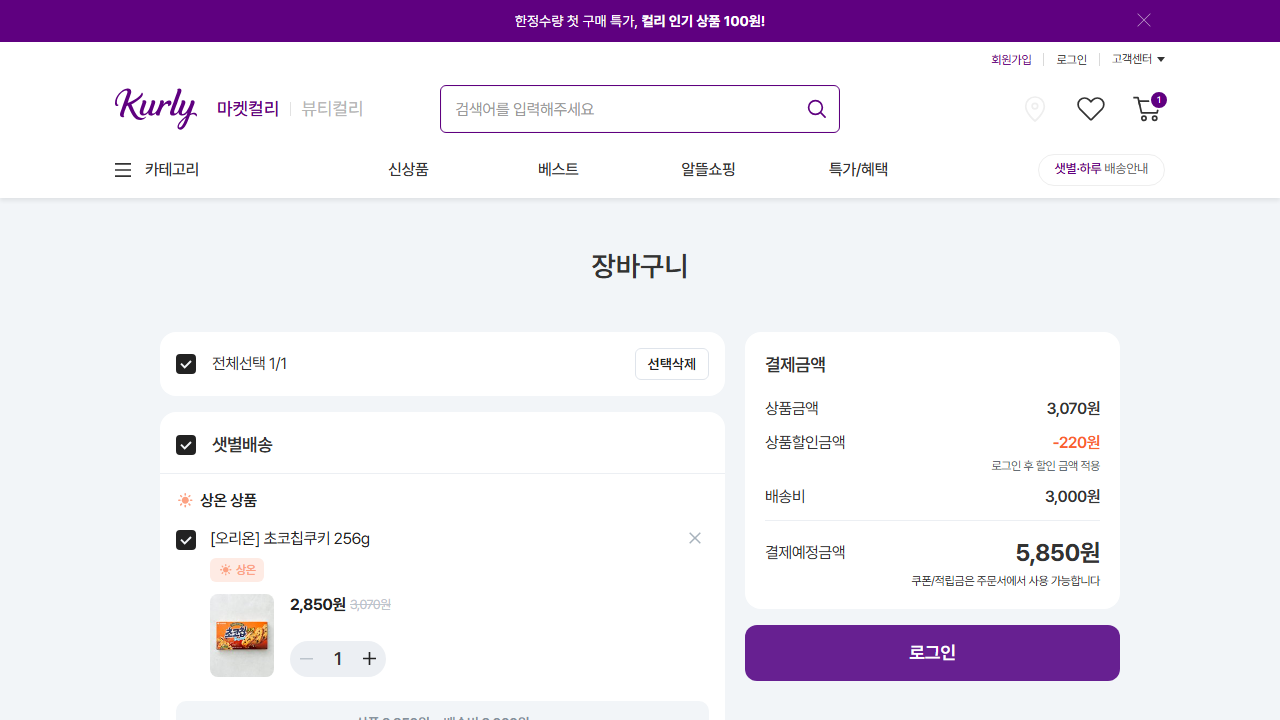 한정수량 첫 구매 특가, 컬리 인기 상품 100원!
회원가입 로그인 고객센터
Kurly 마켓컬리 뷰티컬리 검색어를 입력해주세요 1
카테고리 신상품 베스트 알뜰쇼핑 특가/혜택 샛별·하루 배송안내
장바구니
전체선택 1/1 선택삭제
샛별배송
상온 상품
[오리온] 초코칩쿠키 256g
상온
초코칩
2,850원 3,070원
1
결제금액
상품금액 3,070원
상품할인금액 -220원
로그인 후 할인 금액 적용
배송비 3,000원
결제예정금액 5,850원
쿠폰/적립금은 주문서에서 사용 가능합니다
로그인